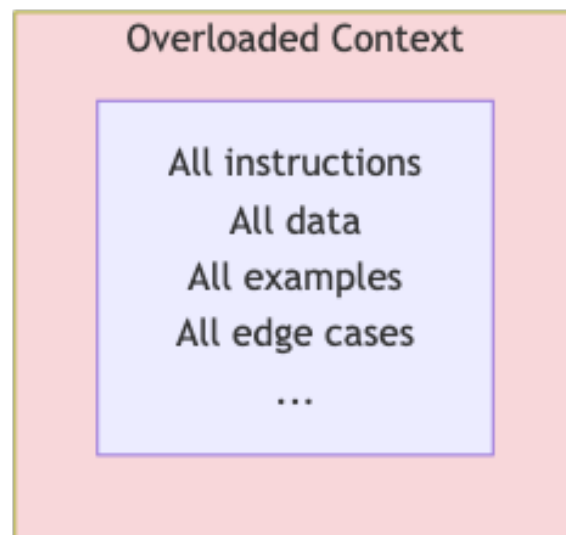 Overloaded Context
All instructions
All data
All examples
All edge cases
...